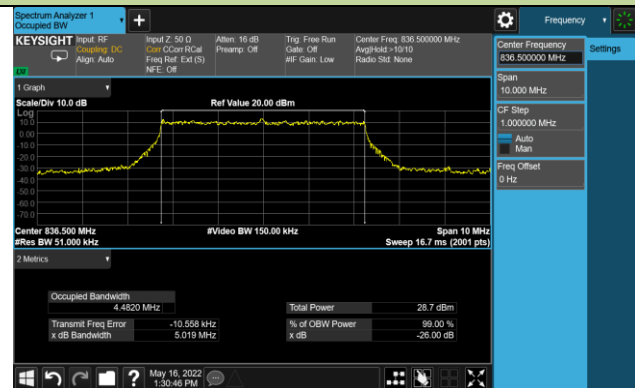 Spectrum Analyzer 1
Occupied BW
Frequency
KEYSIGHT
Input: RF
Coupling: DC
Align: Auto
Input Z: 50 Ω
Corr CCorr RCal
Freq Ref: Ext (S)
NFE: Off
Atten: 16 dB
Preamp: Off
Trig: Free Run
Gate: Off
#IF Gain: Low
Center Freq: 836.500000 MHz
Avg|Hold:>10/10
Radio Std: None
Center Frequency
836.500000 MHz
Settings
Span
10.000 MHz
CF Step
1.000000 MHz
Auto
Man
Freq Offset
0 Hz
1 Graph
Scale/Div 10.0 dB
Ref Value 20.00 dBm
Log
10.0
0.00
-10.0
-20.0
-30.0
-40.0
-50.0
-60.0
-70.0
Center 836.500 MHz
#Video BW 150.00 kHz
Span 10 MHz
#Res BW 51.000 kHz
Sweep 16.7 ms (2001 pts)
2 Metrics
Occupied Bandwidth
4.4820 MHz
Total Power
28.7 dBm
Transmit Freq Error
-10.558 kHz
% of OBW Power
99.00 %
x dB Bandwidth
5.019 MHz
x dB
-26.00 dB
?
May 16, 2022
1:30:46 PM